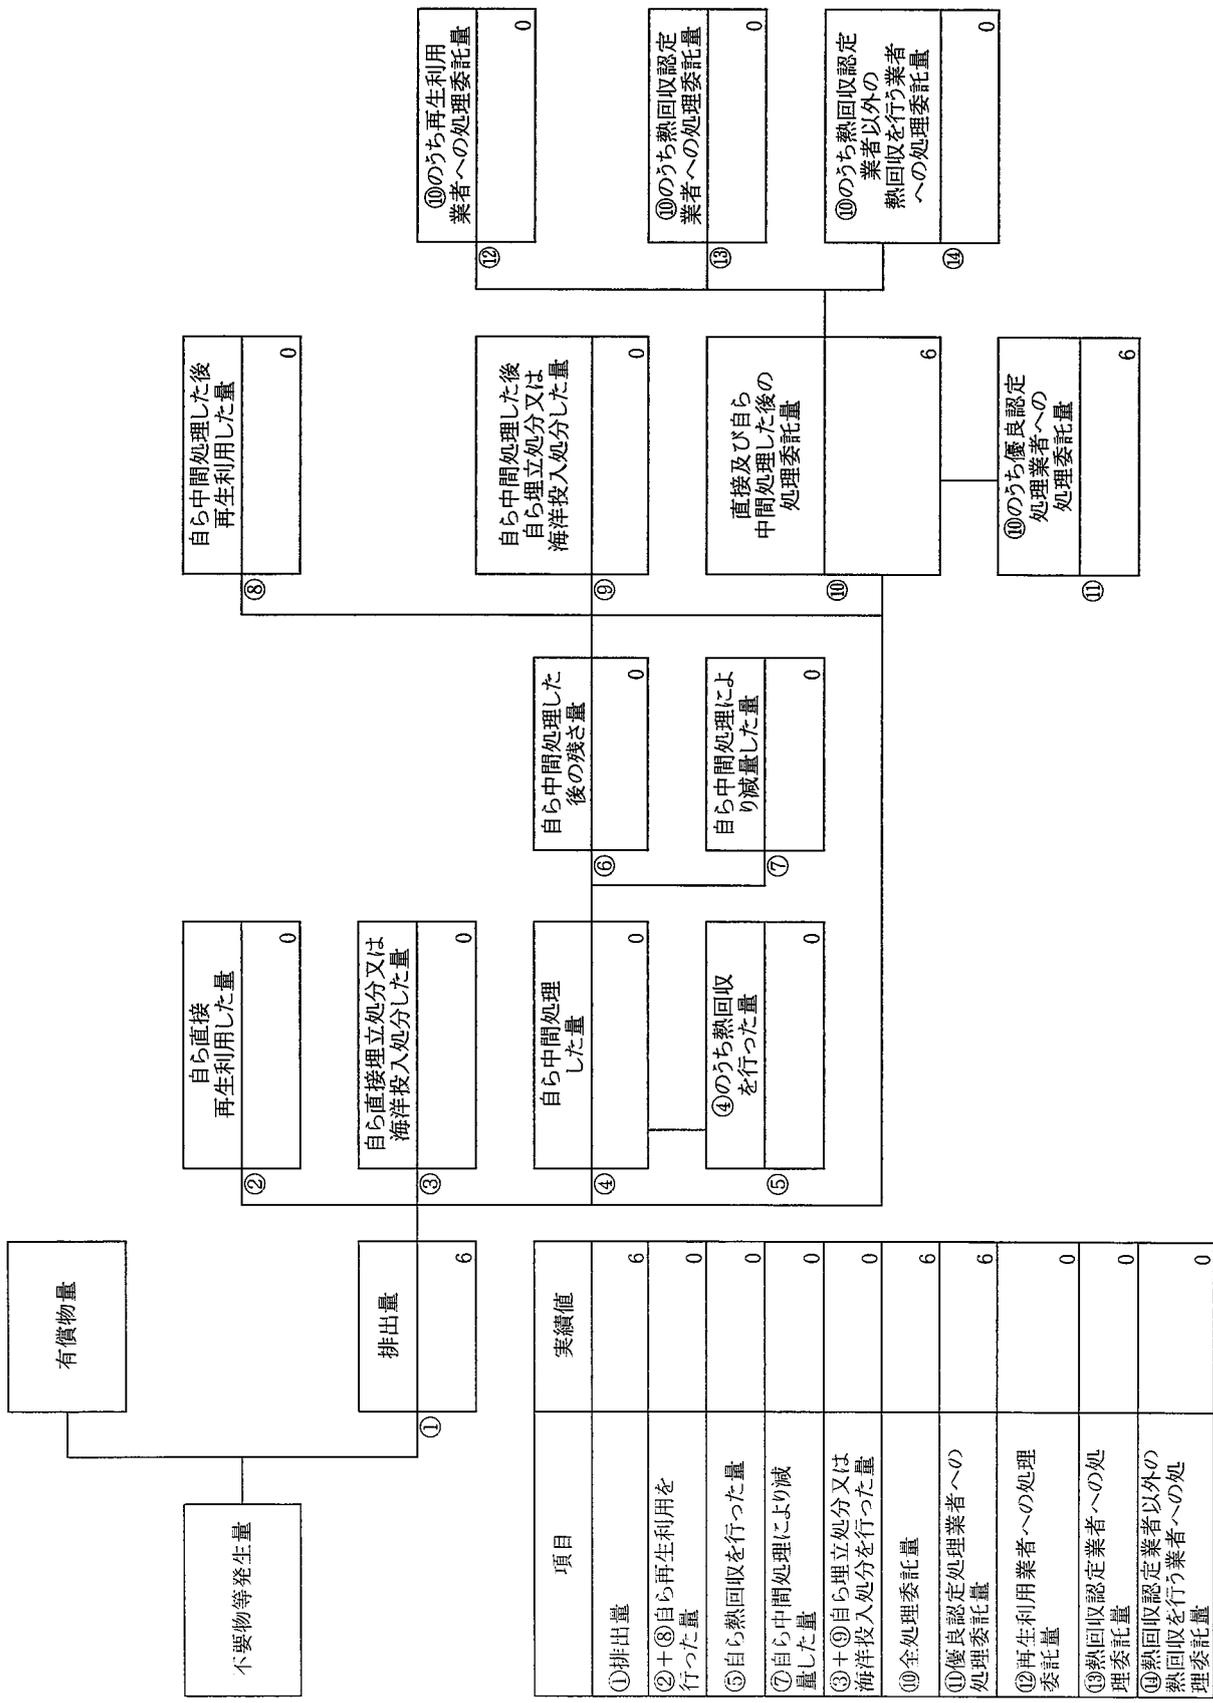 不要物等発生量
有償物量
排出量
①
6
自ら直接
再生利用した量
②
0
自ら直接埋立処分又は
海洋投入処分した量
③
0
自ら中間処理
した量
④
0
④のうち熱回収
を行った量
⑤
0
自ら中間処理した
後の残さ量
⑥
0
自ら中間処理によ
り減量した量
⑦
0
自ら中間処理した後
再生利用した量
⑧
0
自ら中間処理した後
自ら埋立処分又は
海洋投入処分した量
⑨
0
直接及び自ら
中間処理した後の
処理委託量
⑩
6
⑩のうち優良認定
処理業者への
処理委託量
⑪
6
⑩のうち再生利用
業者への処理委託量
⑫
0
⑩のうち熱回収認定
業者への処理委託量
⑬
0
⑩のうち熱回収認定
業者以外の
熱回収を行う業者
への処理委託量
⑭
0
項目
実績値
①排出量
6
②+⑧自ら再生利用を
行った量
0
⑤自ら熱回収を行った量
0
⑦自ら中間処理により減
量した量
0
③+⑨自ら埋立処分又は
海洋投入処分を行った量
0
⑩全処理委託量
6
⑪優良認定処理業者への
処理委託量
6
⑫再生利用業者への処理
委託量
0
⑬熱回収認定業者への処
理委託量
0
⑭熱回収認定業者以外の
熱回収を行う業者への処
理委託量
0